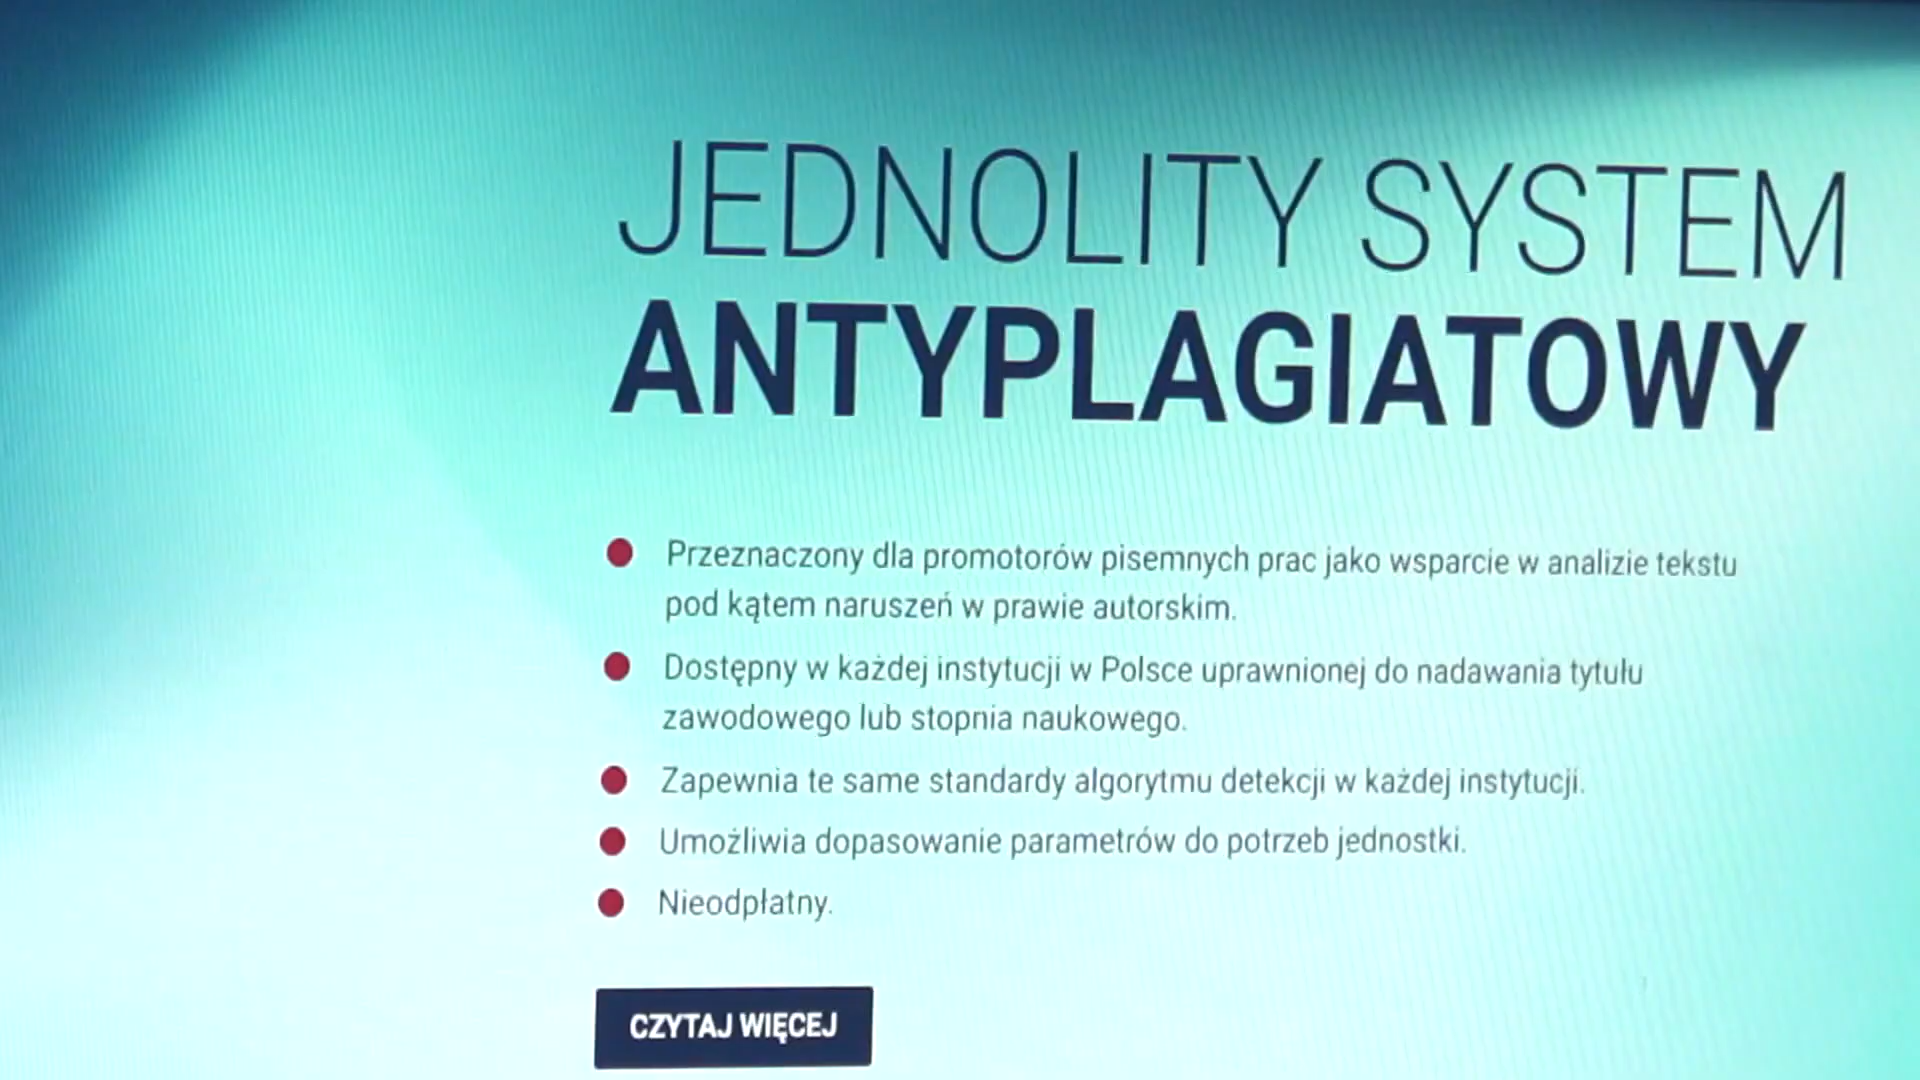 JEDNOLITY SYSTEM
ANTYPLAGIATOWY
Przeznaczony dla promotorów pisemnych prac jako wsparcie w analizie tekstu
pod kątem naruszeń w prawie autorskim.
Dostępny w każdej instytucji w Polsce uprawnionej do nadawania tytułu
zawodowego lub stopnia naukowego.
Zapewnia te same standardy algorytmu detekcji w każdej instytucji.
Umożliwia dopasowanie parametrów do potrzeb jednostki.
Nieodpłatny.
CZYTAJ WIĘCEJ